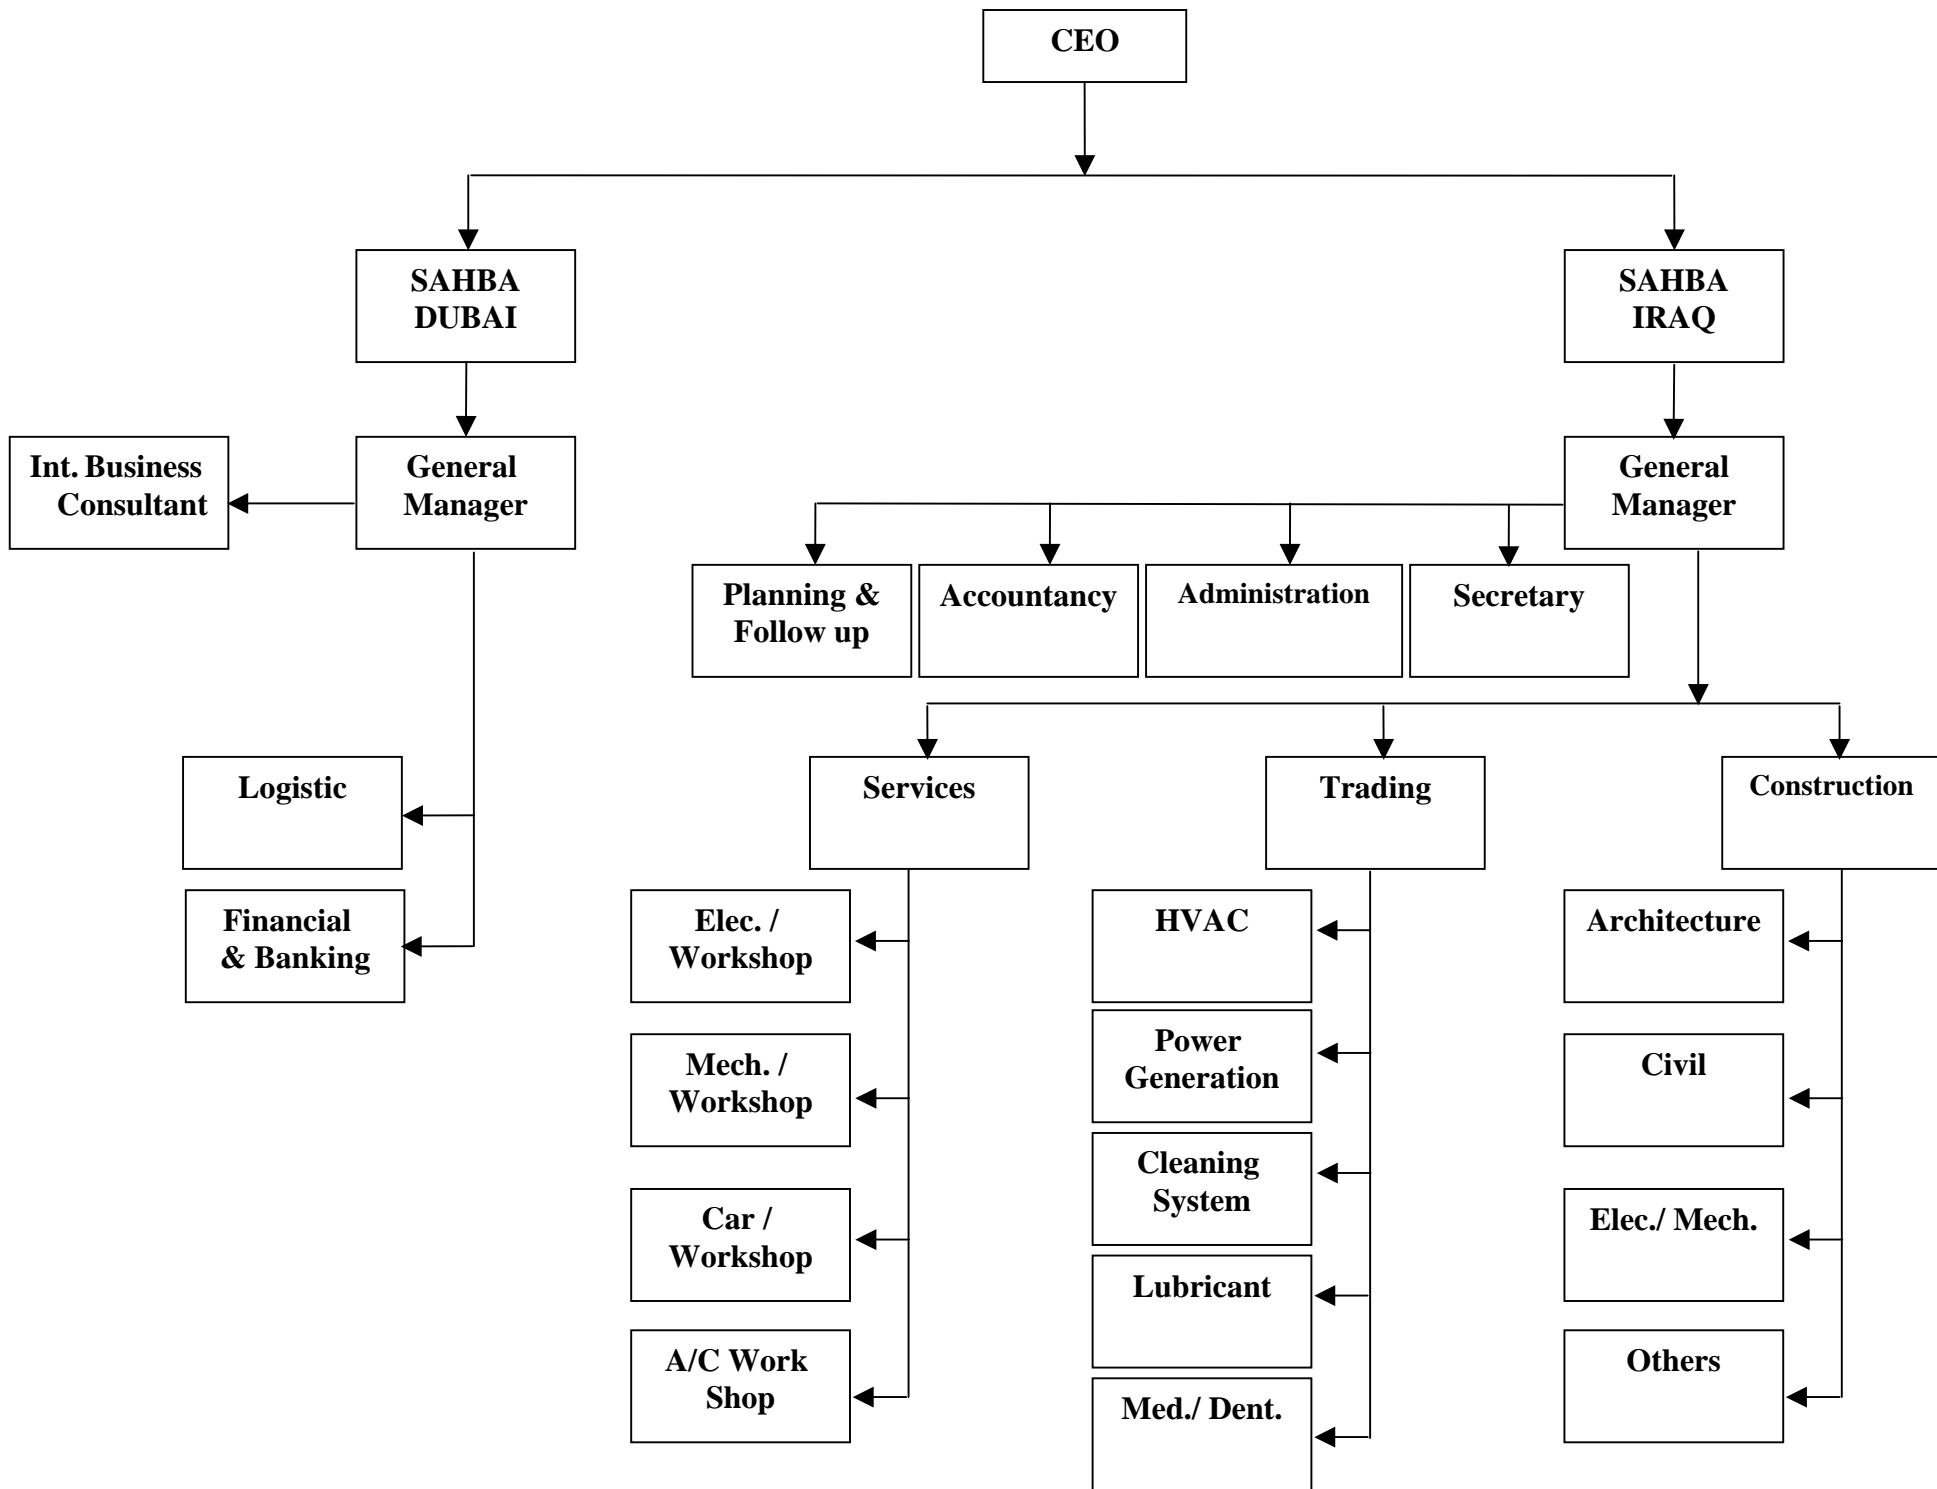 CEO
SAHBA
DUBAI
SAHBA
IRAQ
Int. Business
Consultant
General
Manager
General
Manager
Planning &
Follow up
Accountancy
Administration
Secretary
Logistic
Services
Trading
Construction
Financial
& Banking
Elec. /
Workshop
HVAC
Architecture
Mech. /
Workshop
Power
Generation
Civil
Car /
Workshop
Cleaning
System
Elec./ Mech.
A/C Work
Shop
Lubricant
Others
Med./ Dent.